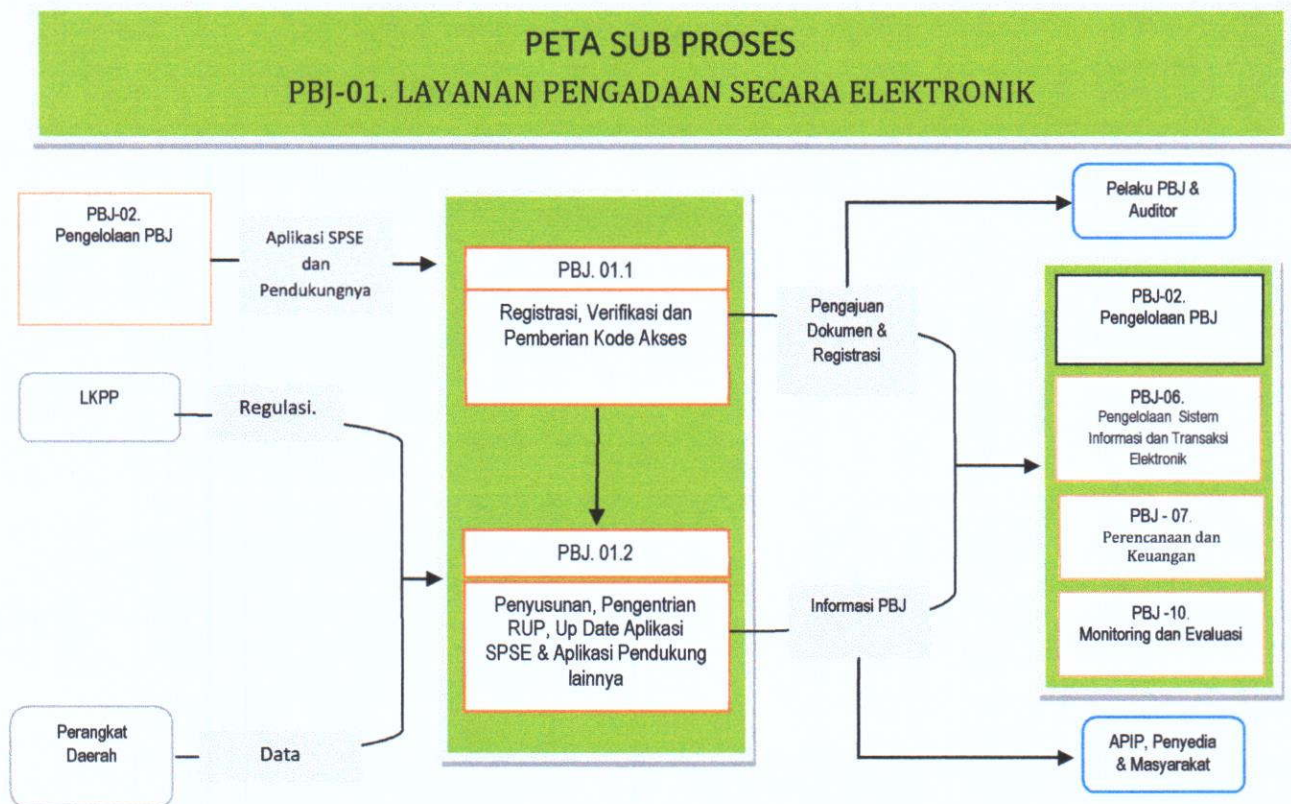 PETA SUB PROSES
PBJ-01. LAYANAN PENGADAAN SECARA ELEKTRONIK
PBJ-02.
Pengelolaan PBJ
Aplikasi SPSE
dan
Pendukungnya
LKPP
Regulasi.
Perangkat
Daerah
Data
PBJ. 01.1
Registrasi, Verifikasi dan
Pemberian Kode Akses
PBJ. 01.2
Penyusunan, Pengentrian
RUP, Up Date Aplikasi
SPSE & Aplikasi Pendukung
lainnya
Pengajuan
Dokumen &
Registrasi
Informasi PBJ
Pelaku PBJ &
Auditor
PBJ-02.
Pengelolaan PBJ
PBJ-06.
Pengelolaan Sistem
Informasi dan Transaksi
Elektronik
PBJ - 07.
Perencanaan dan
Keuangan
PBJ -10.
Monitoring dan Evaluasi
APIP, Penyedia
& Masyarakat